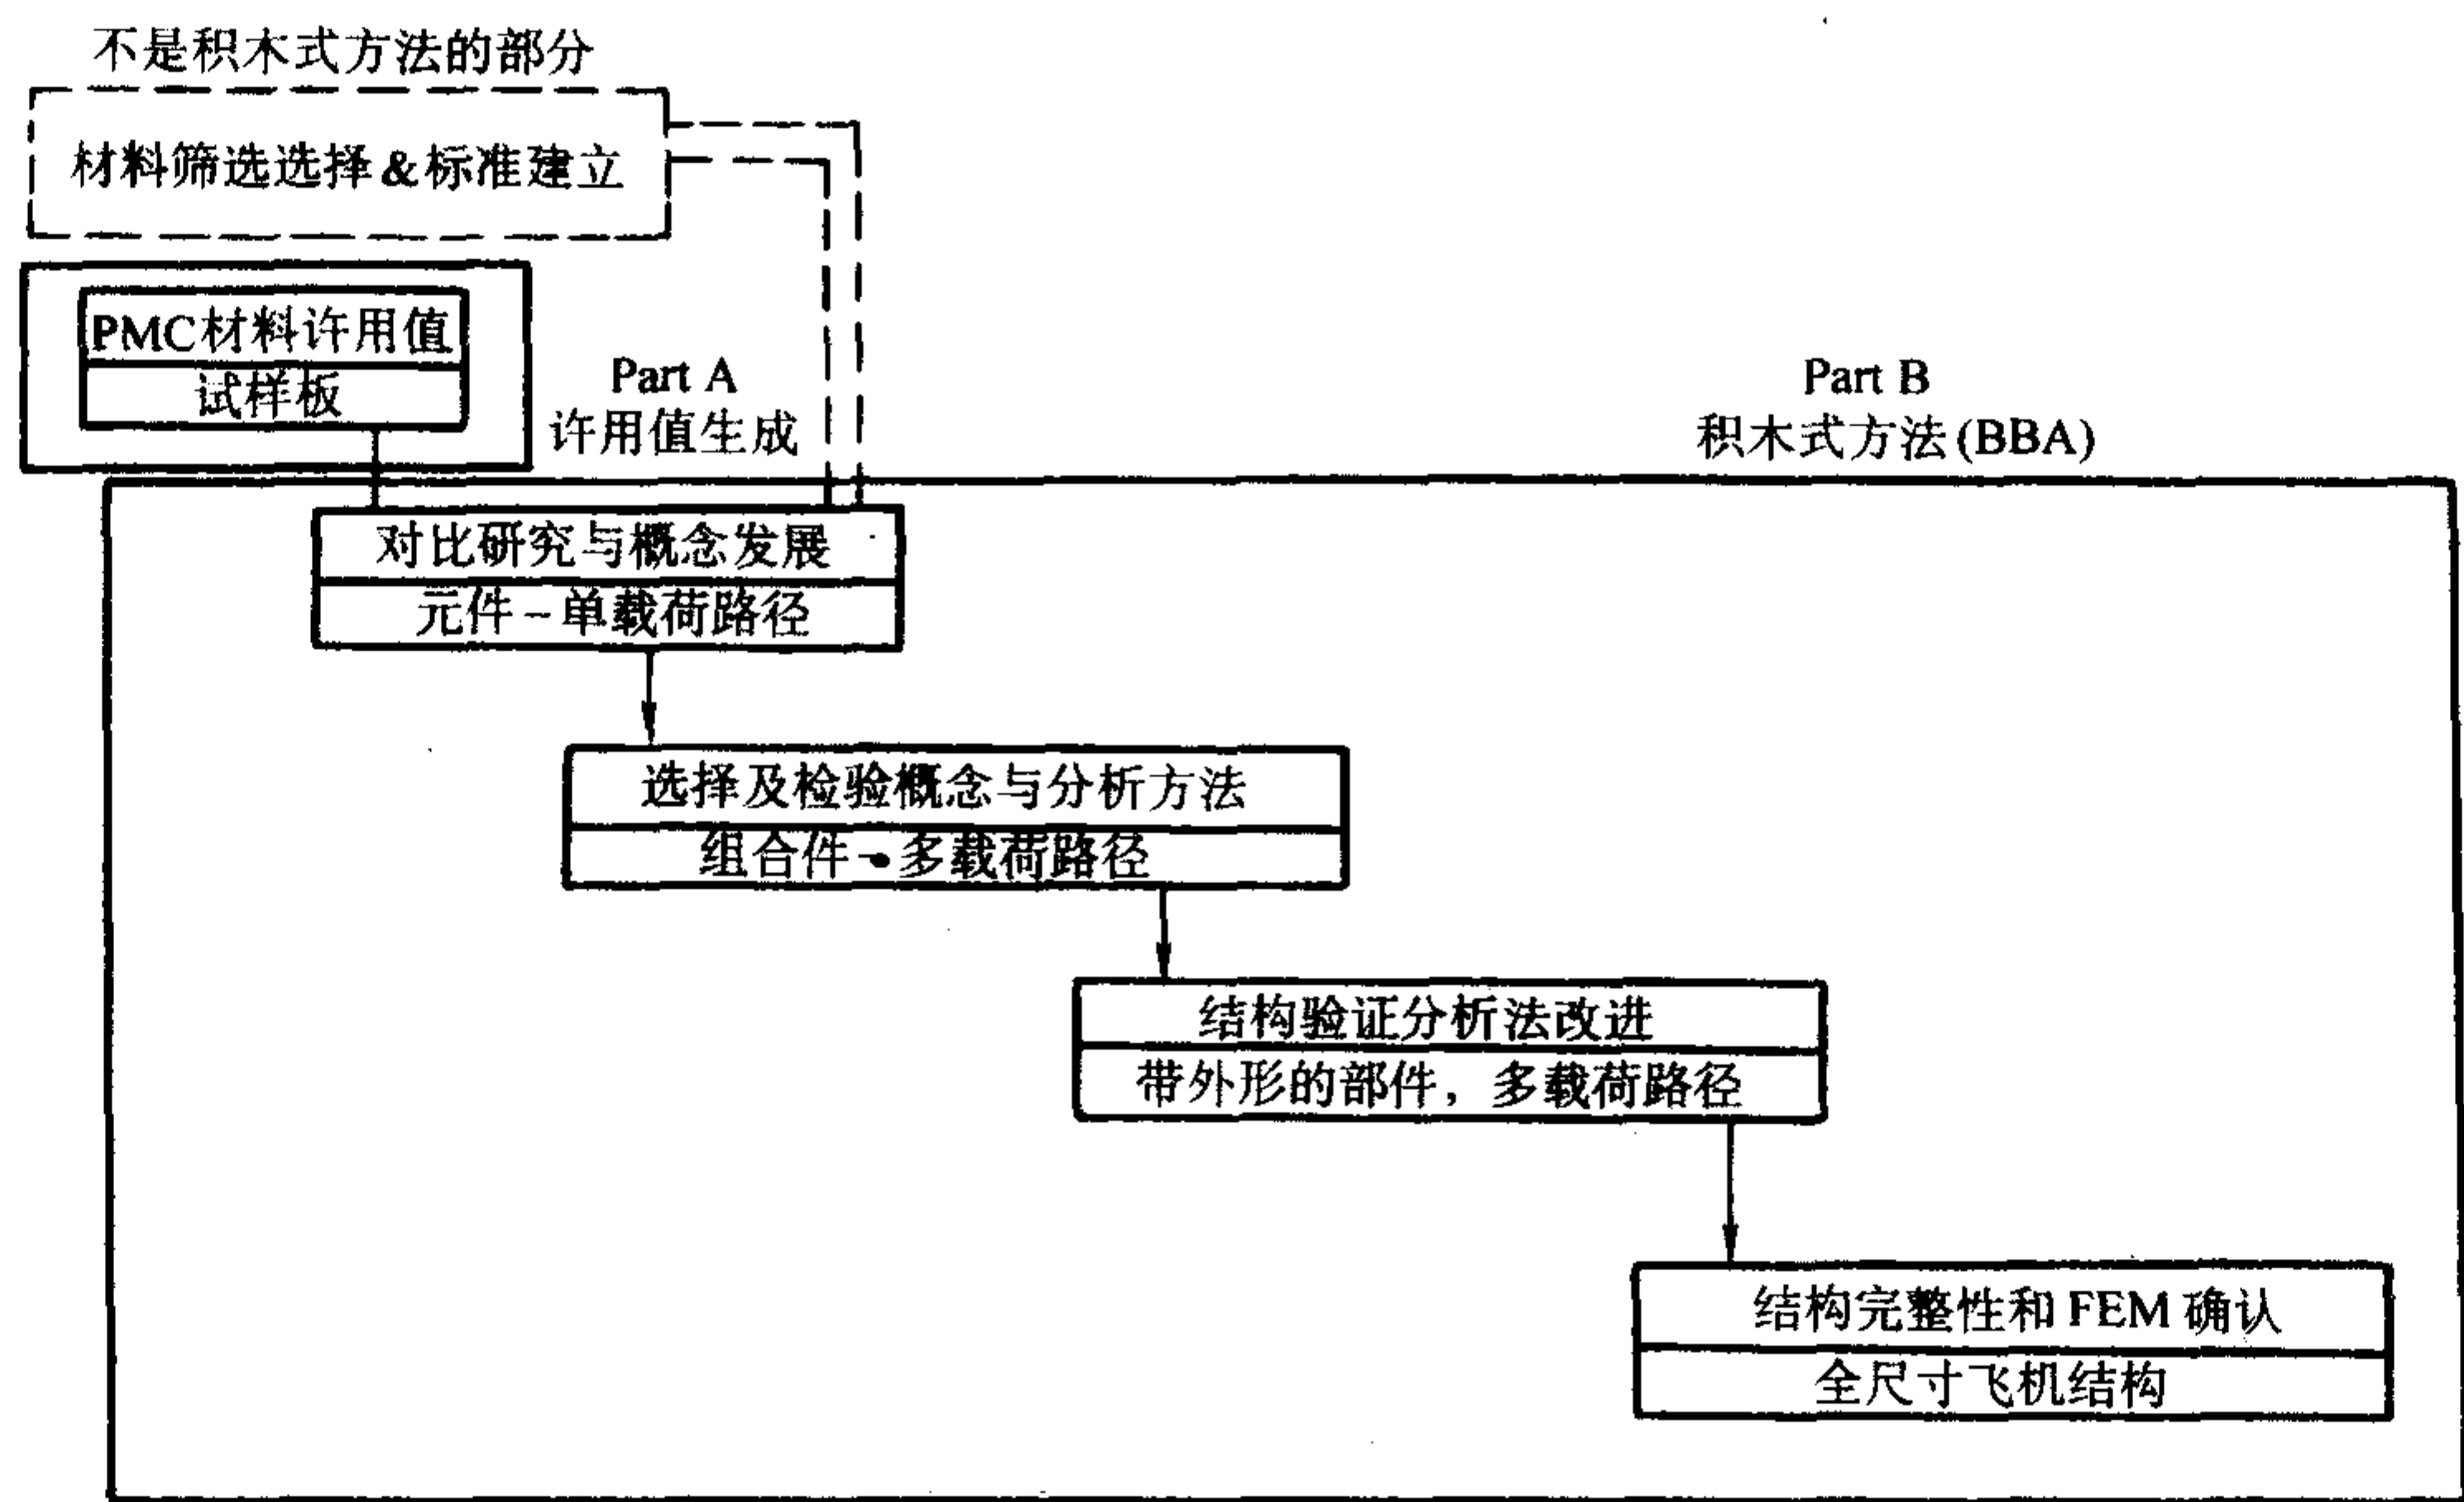 不是积木式方法的部分
材料筛选选择&标准建立
PMC材料许用值
试样板
Part A
许用值生成
Part B
积木式方法(BBA)
对比研究与概念发展
元件-单载荷路径
选择及检验概念与分析方法
组合件-多载荷路径
结构验证分析法改进
带外形的部件，多载荷路径
结构完整性和FEM确认
全尺寸飞机结构